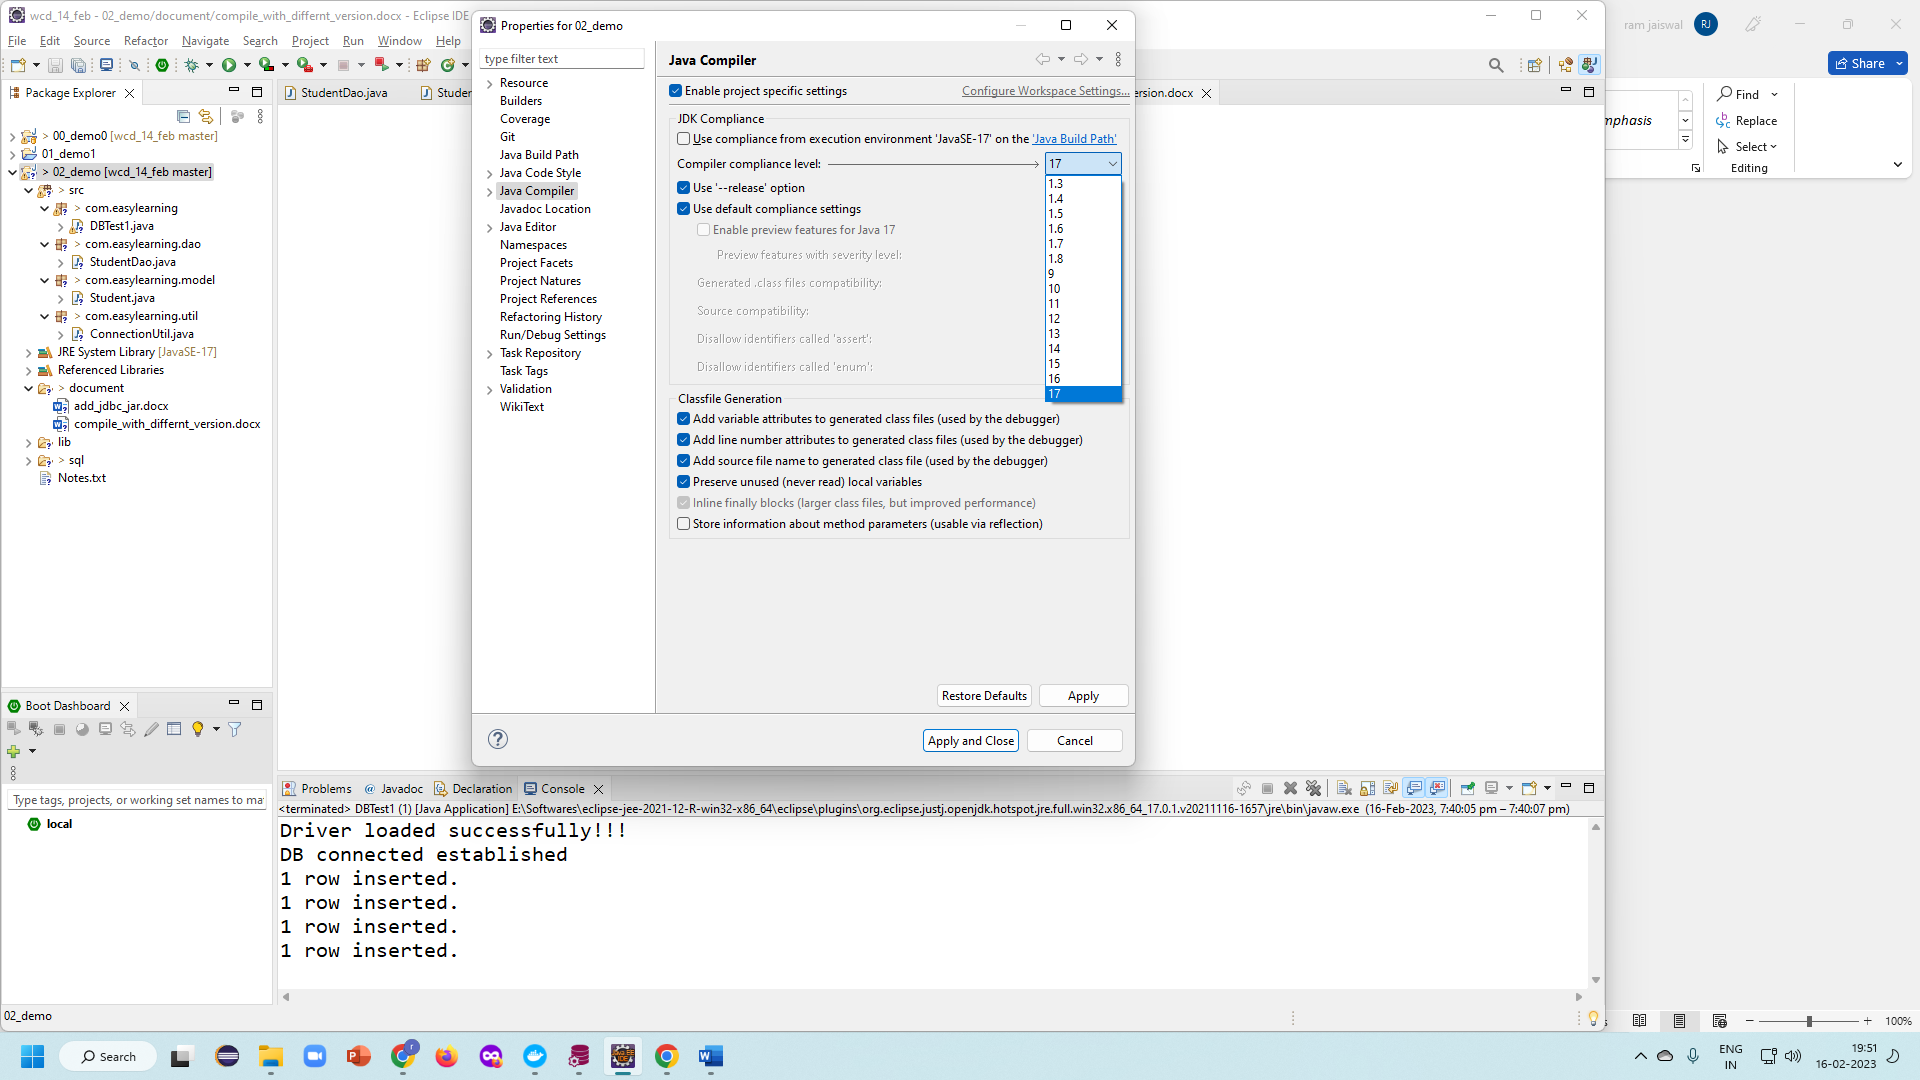 wcd_14_feb - 02_demo/document/compile_with_differnt_version.docx - Eclipse IDE
File Edit Source Refactor Navigate Search Project Run Window Help
Package Explorer
> 00_demo0 [wcd_14_feb master]
01_demo1
> 02_demo [wcd_14_feb master]
> src
> com.easylearning
DBTest1.java
> com.easylearning.dao
StudentDao.java
> com.easylearning.model
Student.java
> com.easylearning.util
ConnectionUtil.java
JRE System Library [JavaSE-17]
Referenced Libraries
> document
add_jdbc_jar.docx
compile_with_differnt_version.docx
lib
> sql
Notes.txt
Boot Dashboard
Type tags, projects, or working set names to ma
local
02_demo
StudentDao.java
Studer
ersion.docx
Properties for 02_demo
type filter text
Resource
Builders
Coverage
Git
Java Build Path
Java Code Style
Java Compiler
Javadoc Location
Java Editor
Namespaces
Project Facets
Project Natures
Project References
Refactoring History
Run/Debug Settings
Task Repository
Task Tags
Validation
WikiText
Java Compiler
Enable project specific settings
Configure Workspace Settings...
JDK Compliance
Use compliance from execution environment 'JavaSE-17' on the 'Java Build Path'
Compiler compliance level:
17
1.3
1.4
1.5
1.6
1.7
1.8
9
10
11
12
13
14
15
16
17
Use '--release' option
Use default compliance settings
Enable preview features for Java 17
Preview features with severity level:
Generated .class files compatibility:
Source compatibility:
Disallow identifiers called 'assert':
Disallow identifiers called 'enum':
Classfile Generation
Add variable attributes to generated class files (used by the debugger)
Add line number attributes to generated class files (used by the debugger)
Add source file name to generated class file (used by the debugger)
Preserve unused (never read) local variables
Inline finally blocks (larger class files, but improved performance)
Store information about method parameters (usable via reflection)
Restore Defaults
Apply
Apply and Close
Cancel
Problems
@ Javadoc
Declaration
Console
<terminated> DBTest1 (1) [Java Application] E:\Softwares\eclipse-jee-2021-12-R-win32-x86_64\eclipse\plugins\org.eclipse.justj.openjdk.hotspot.jre.full.win32.x86_64_17.0.1.v20211116-1657\jre\bin\javaw.exe (16-Feb-2023, 7:40:05 pm – 7:40:07 pm)
Driver loaded successfully!!!
DB connected established
1 row inserted.
1 row inserted.
1 row inserted.
1 row inserted.
ram jaiswal
RJ
Share
mphasis
Find
Replace
Select
Editing
100%
Search
ENG
IN
19:51
16-02-2023